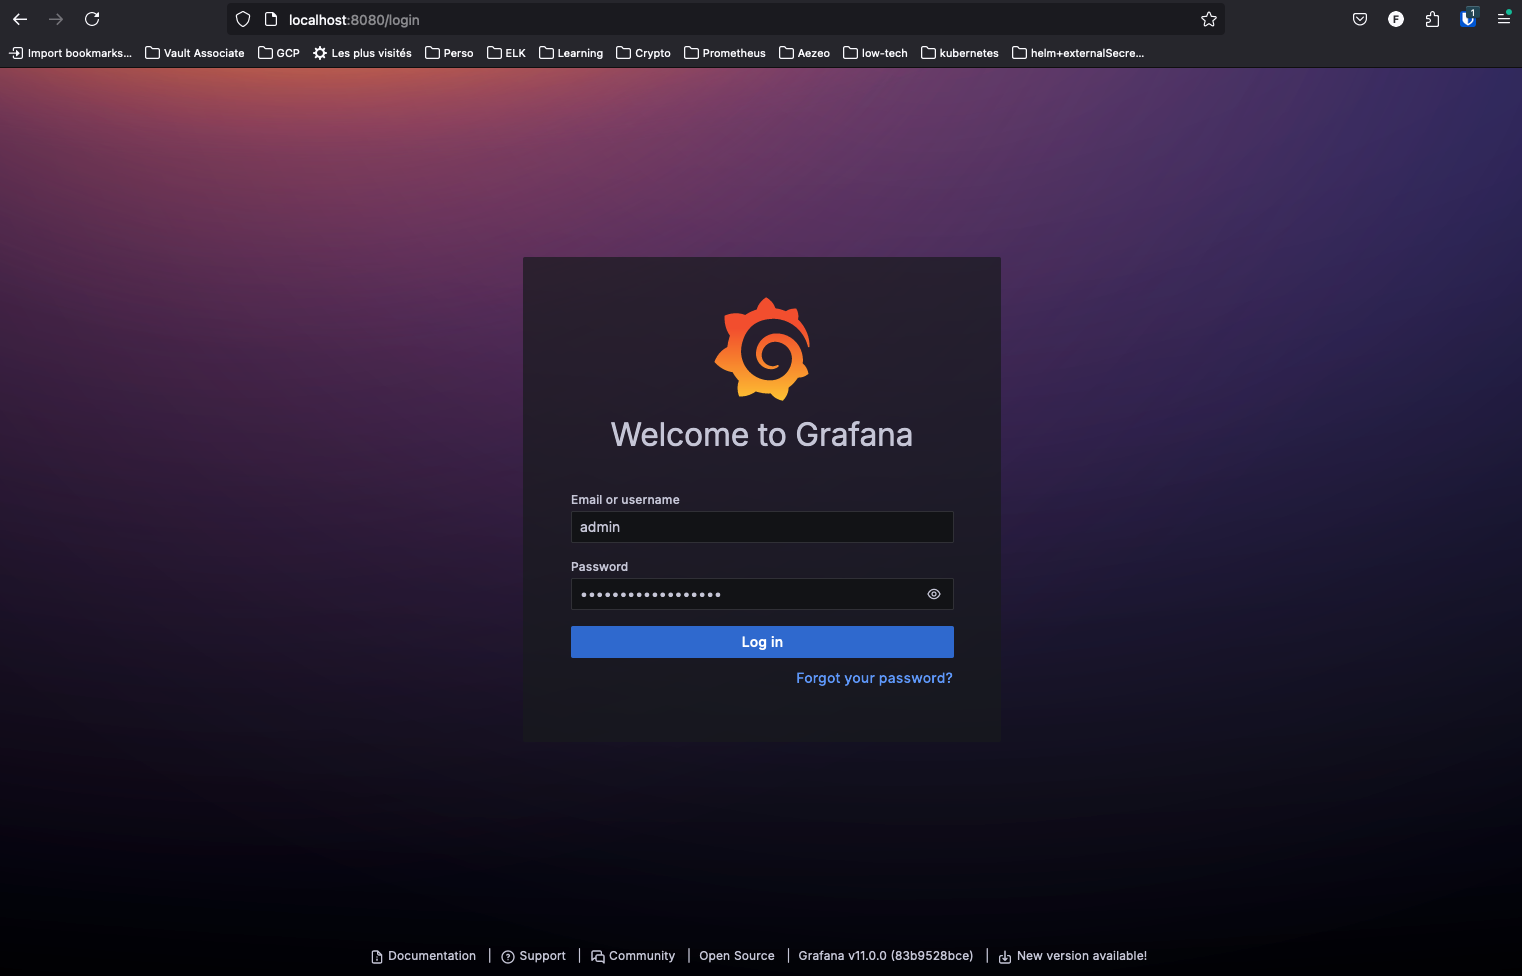 localhost:8080/login
F
1
Import bookmarks... Vault Associate GCP Les plus visités Perso ELK Learning Crypto Prometheus Aezeo low-tech kubernetes helm+externalSecre...
Welcome to Grafana
Email or username
admin
Password
••••••••••••••••••
Log in
Forgot your password?
Documentation | Support | Community | Open Source | Grafana v11.0.0 (83b9528bce) | New version available!